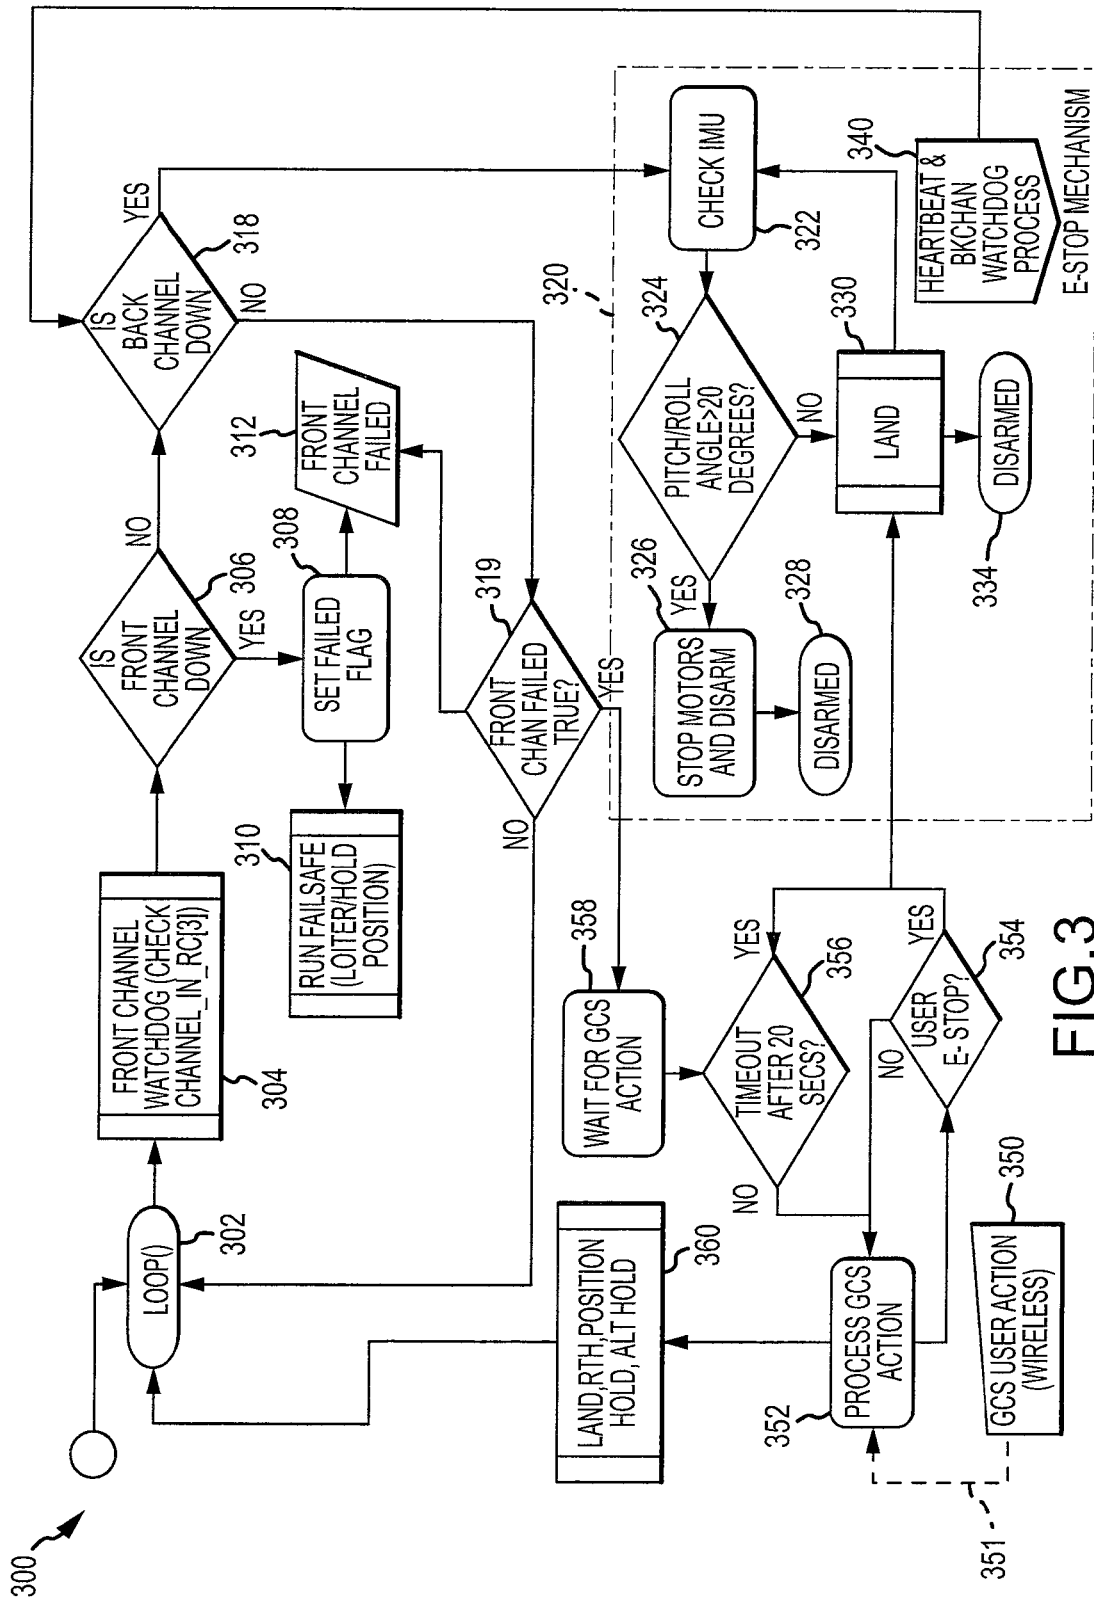 300
LOOP()
302
FRONT CHANNEL
WATCHDOG (CHECK
CHANNEL_IN_RC[3])
304
IS
FRONT
CHANNEL
DOWN
306
NO
YES
IS
BACK
CHANNEL
DOWN
318
YES
NO
SET FAILED
FLAG
308
RUN FAILSAFE
(LOITER/HOLD
POSITION)
310
FRONT
CHANNEL
FAILED
312
FRONT
CHAN FAILED
TRUE?
319
NO
YES
320
CHECK IMU
322
PITCH/ROLL
ANGLE>20
DEGREES?
324
YES
NO
STOP MOTORS
AND DISARM
326
DISARMED
328
LAND
330
DISARMED
334
HEARTBEAT &
BKCHAN
WATCHDOG
PROCESS
340
E-STOP MECHANISM
WAIT FOR GCS
ACTION
358
TIMEOUT
AFTER 20
SECS?
356
YES
NO
USER
E- STOP?
354
YES
NO
LAND,RTH,POSITION
HOLD, ALT HOLD
360
PROCESS GCS
ACTION
352
GCS USER ACTION
(WIRELESS)
350
351
FIG.3